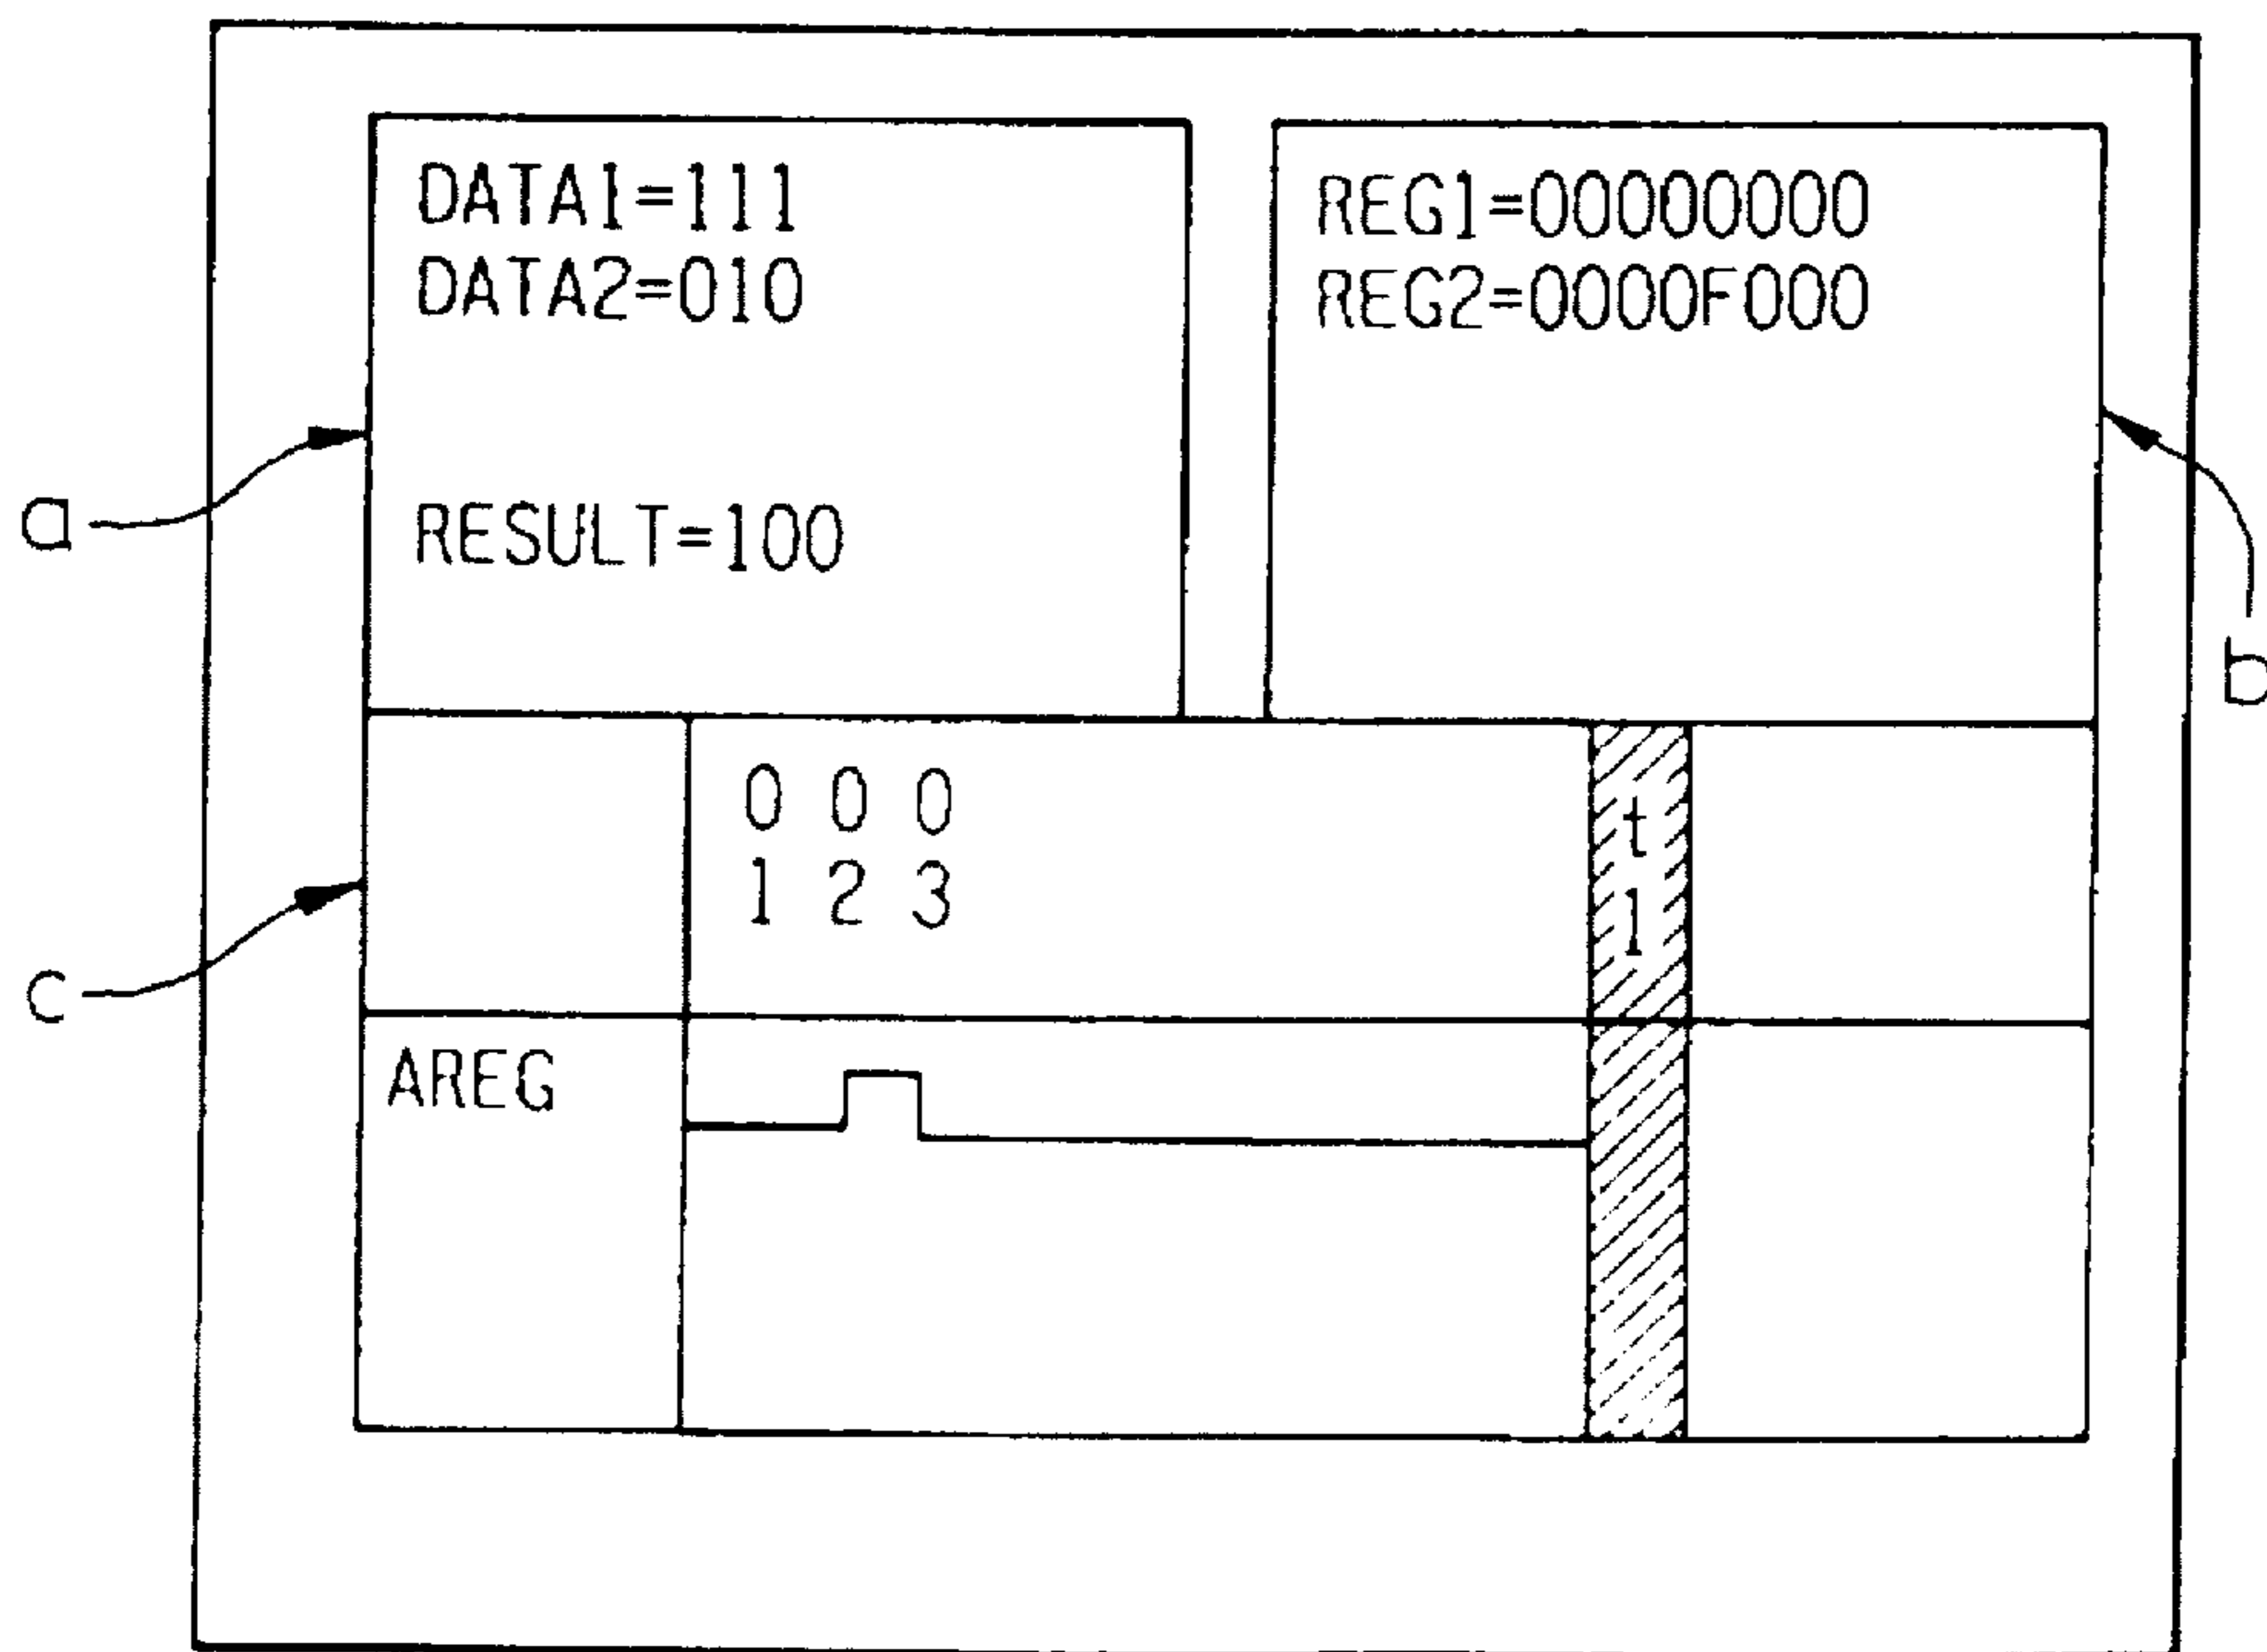 DATA1=111
DATA2=010
RESULT=100
REG1=00000000
REG2=0000F000
a
b
0 0 0 t
1 2 3 1
c
AREG